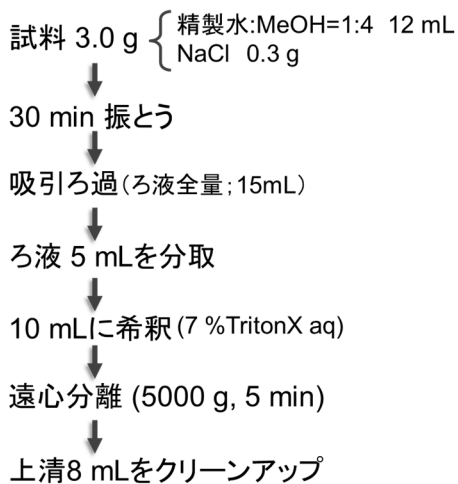 試料 3.0 g
精製水:MeOH=1:4 12 mL
NaCl 0.3 g
30 min 振とう
吸引ろ過(ろ液全量;15mL)
ろ液 5 mLを分取
10 mLに希釈(7 %TritonX aq)
遠心分離 (5000 g, 5 min)
上清8 mLをクリーンアップ